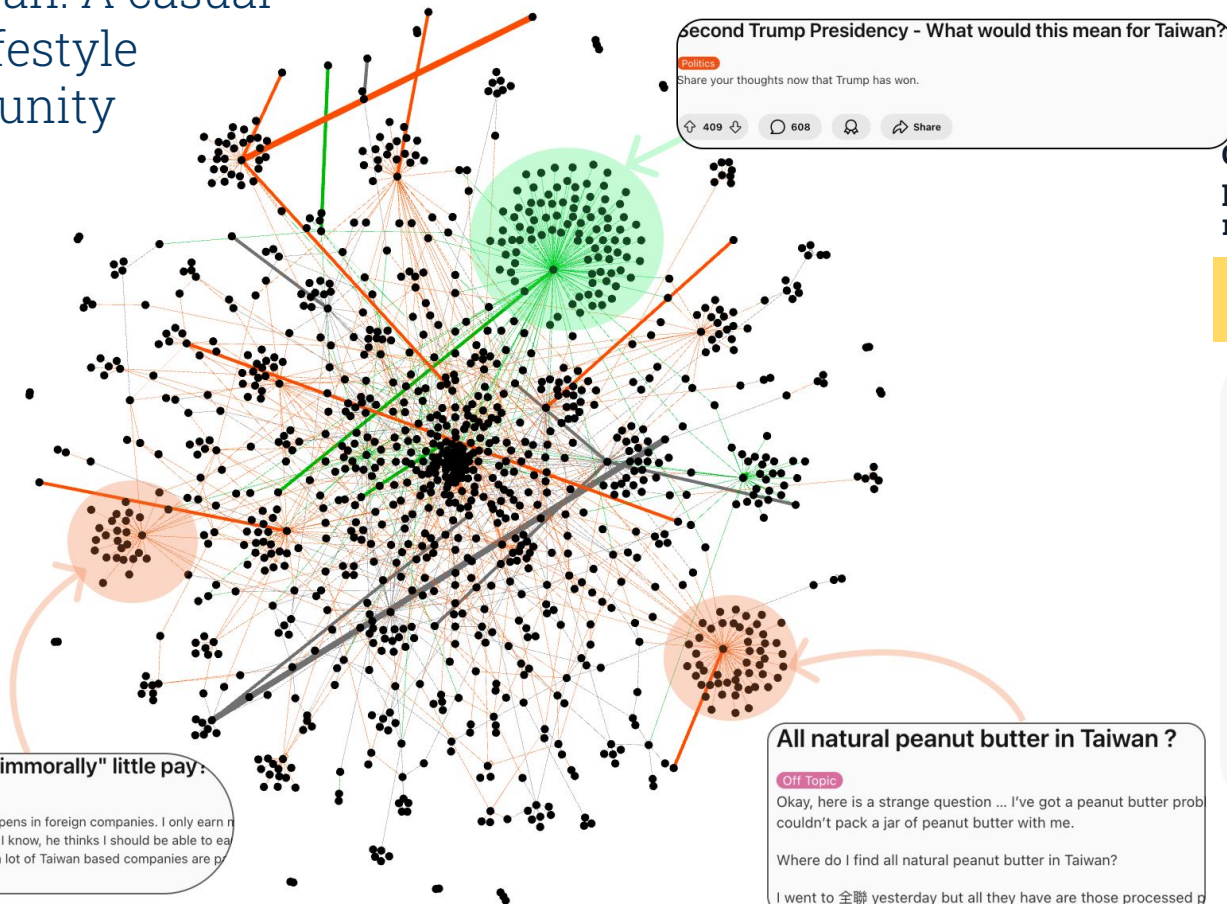 A casual
festyle
unity
Second Trump Presidency - What would this mean for Taiwan?
Politics
Share your thoughts now that Trump has won.
409
608
Share
immorally" little pay?
pens in foreign companies. I only earn
I know, he thinks I should be able to
lot of Taiwan based companies are
All natural peanut butter in Taiwan ?
Off Topic
Okay, here is a strange question ... I've got a peanut butter
couldn't pack a jar of peanut butter with me.
Where do I find all natural peanut butter in Taiwan?
I went to 全聯 yesterday but all they have are those processed